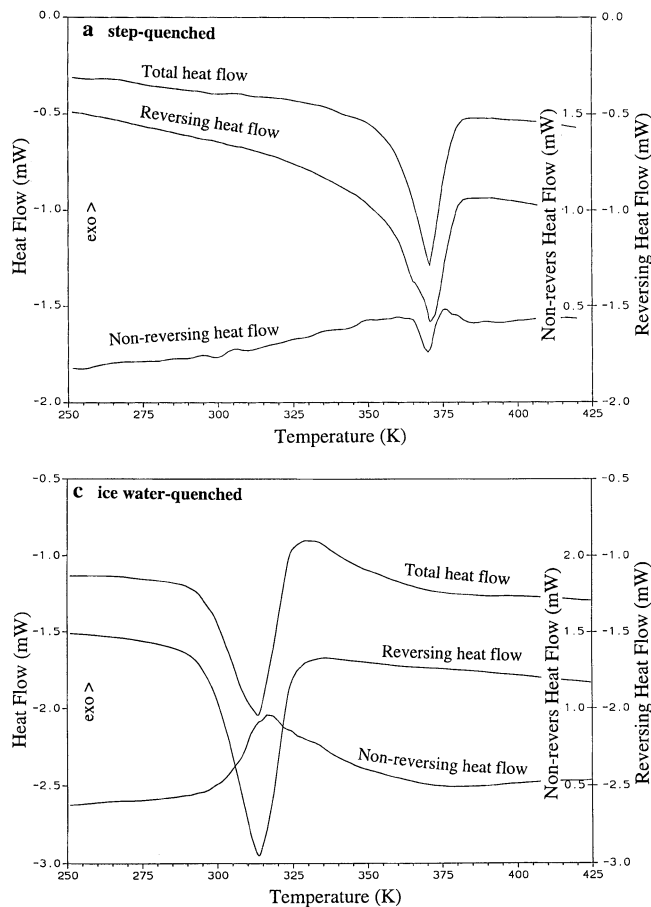 a step-quenched
Total heat flow
Reversing heat flow
Non-reversing heat flow
exo >
Heat Flow (mW)
0.0
-0.5
-1.0
-1.5
-2.0
Non-revers Heat Flow (mW)
1.5
1.0
0.5
Reversing Heat Flow (mW)
0.0
-0.5
-1.0
-1.5
-2.0
250 275 300 325 350 375 400 425
Temperature (K)
c ice water-quenched
Total heat flow
Reversing heat flow
Non-reversing heat flow
exo >
Heat Flow (mW)
-0.5
-1.0
-1.5
-2.0
-2.5
-3.0
Non-revers Heat Flow (mW)
2.0
1.5
1.0
0.5
Reversing Heat Flow (mW)
-0.5
-1.0
-1.5
-2.0
-2.5
-3.0
250 275 300 325 350 375 400 425
Temperature (K)